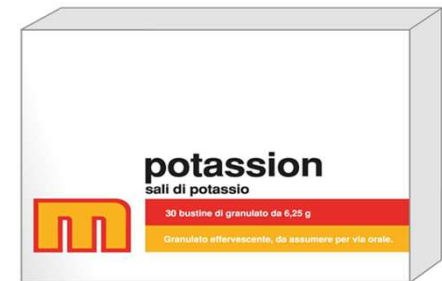 potassion
sali di potassio
30 bustine di granulato da 6,25 g
Granulato effervescente, da assumere per via orale.
m